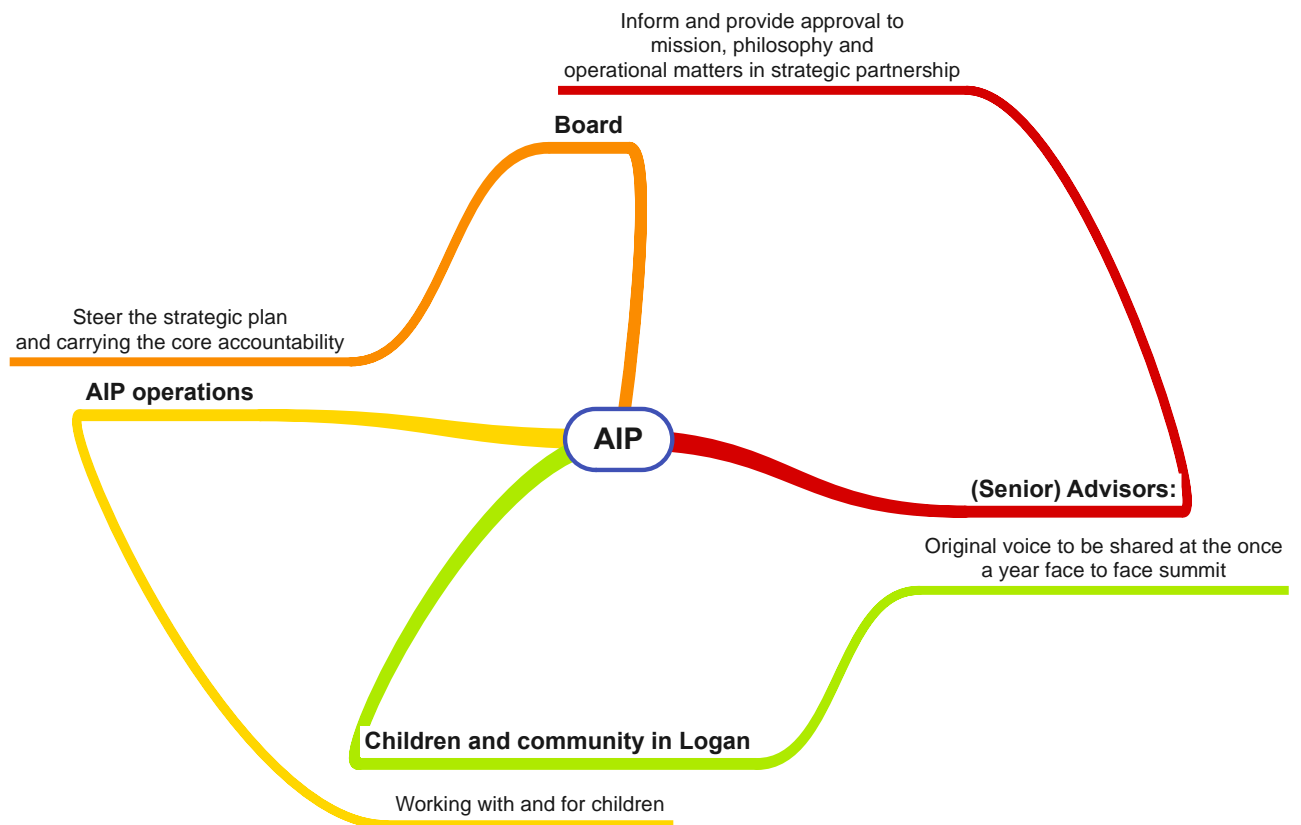 Inform and provide approval to
mission, philosophy and
operational matters in strategic partnership
Board
Steer the strategic plan
and carrying the core accountability
AIP operations
AIP
(Senior) Advisors:
Original voice to be shared at the once
a year face to face summit
Children and community in Logan
Working with and for children